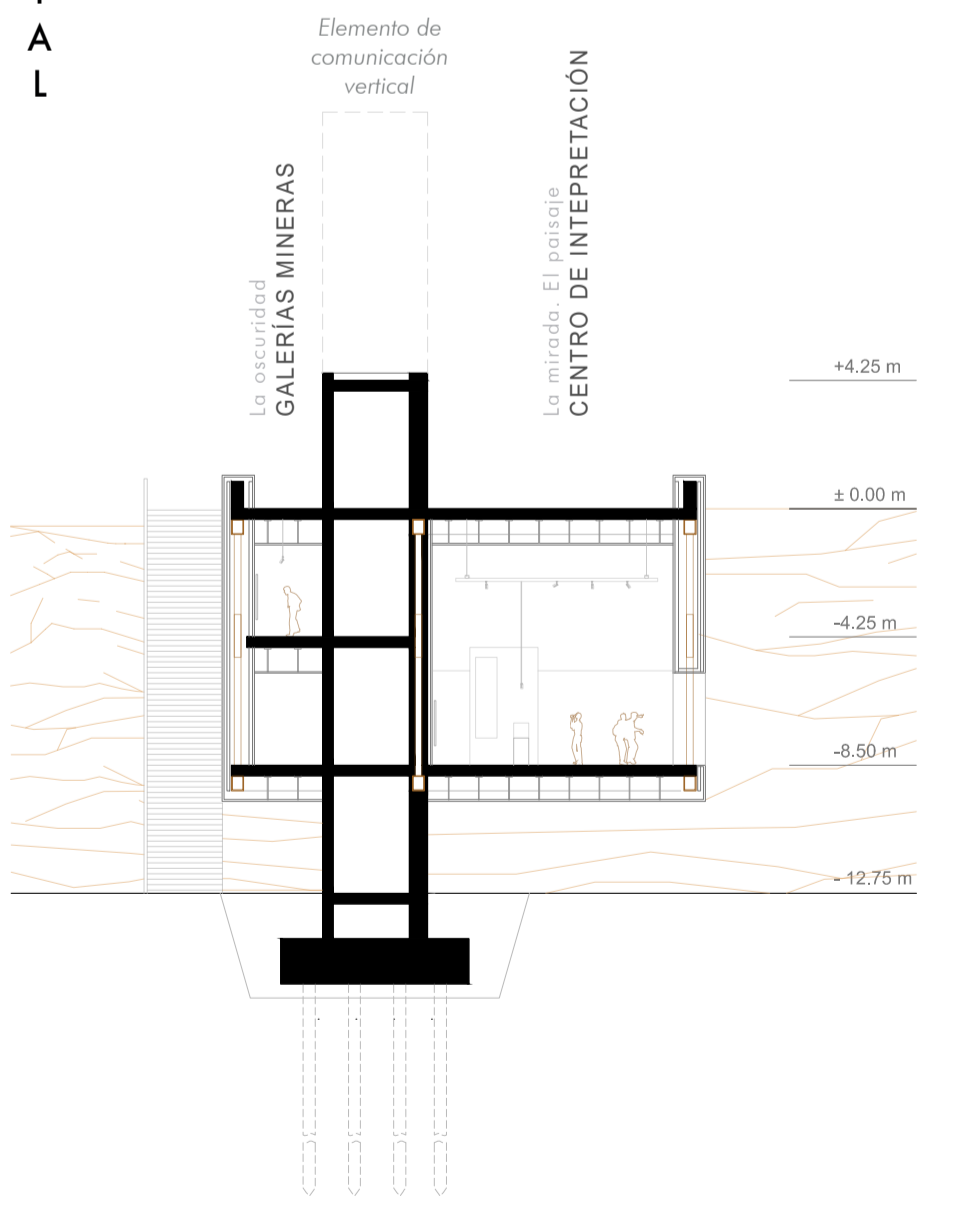 A
L
Elemento de
comunicación
vertical
La oscuridad
GALERÍAS MINERAS
La mirada. El paisaje
CENTRO DE INTEPRETACIÓN
+4.25 m
± 0.00 m
-4.25 m
-8.50 m
- 12.75 m